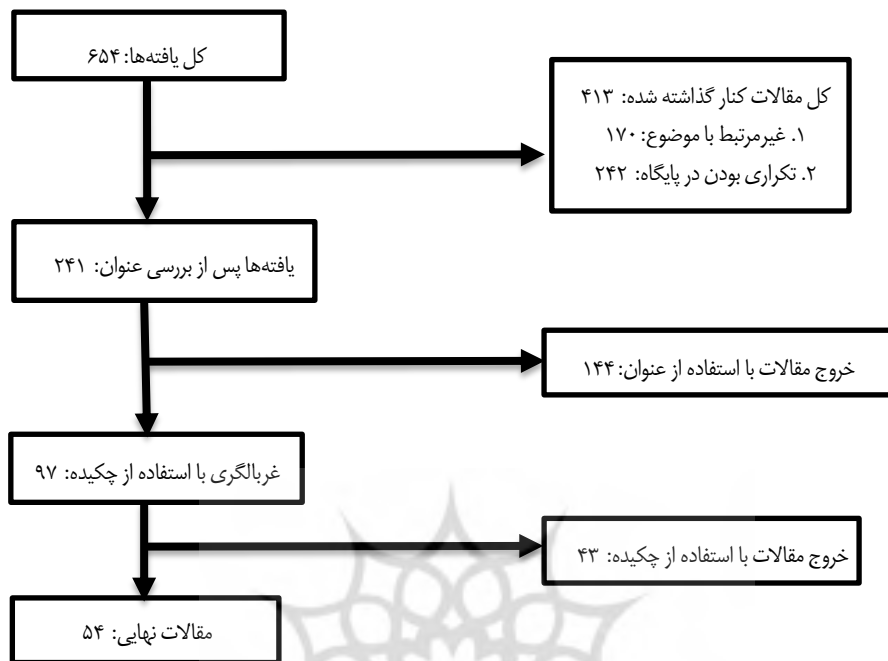 کل یافته‌ها: ۶۵۴
کل مقالات کنار گذاشته شده: ۴۱۳
۱. غیرمرتبط با موضوع: ۱۷۰
۲. تکراری بودن در پایگاه: ۲۴۲
یافته‌ها پس از بررسی عنوان: ۲۴۱
خروج مقالات با استفاده از عنوان: ۱۴۴
غربالگری با استفاده از چکیده: ۹۷
خروج مقالات با استفاده از چکیده: ۴۳
مقالات نهایی: ۵۴